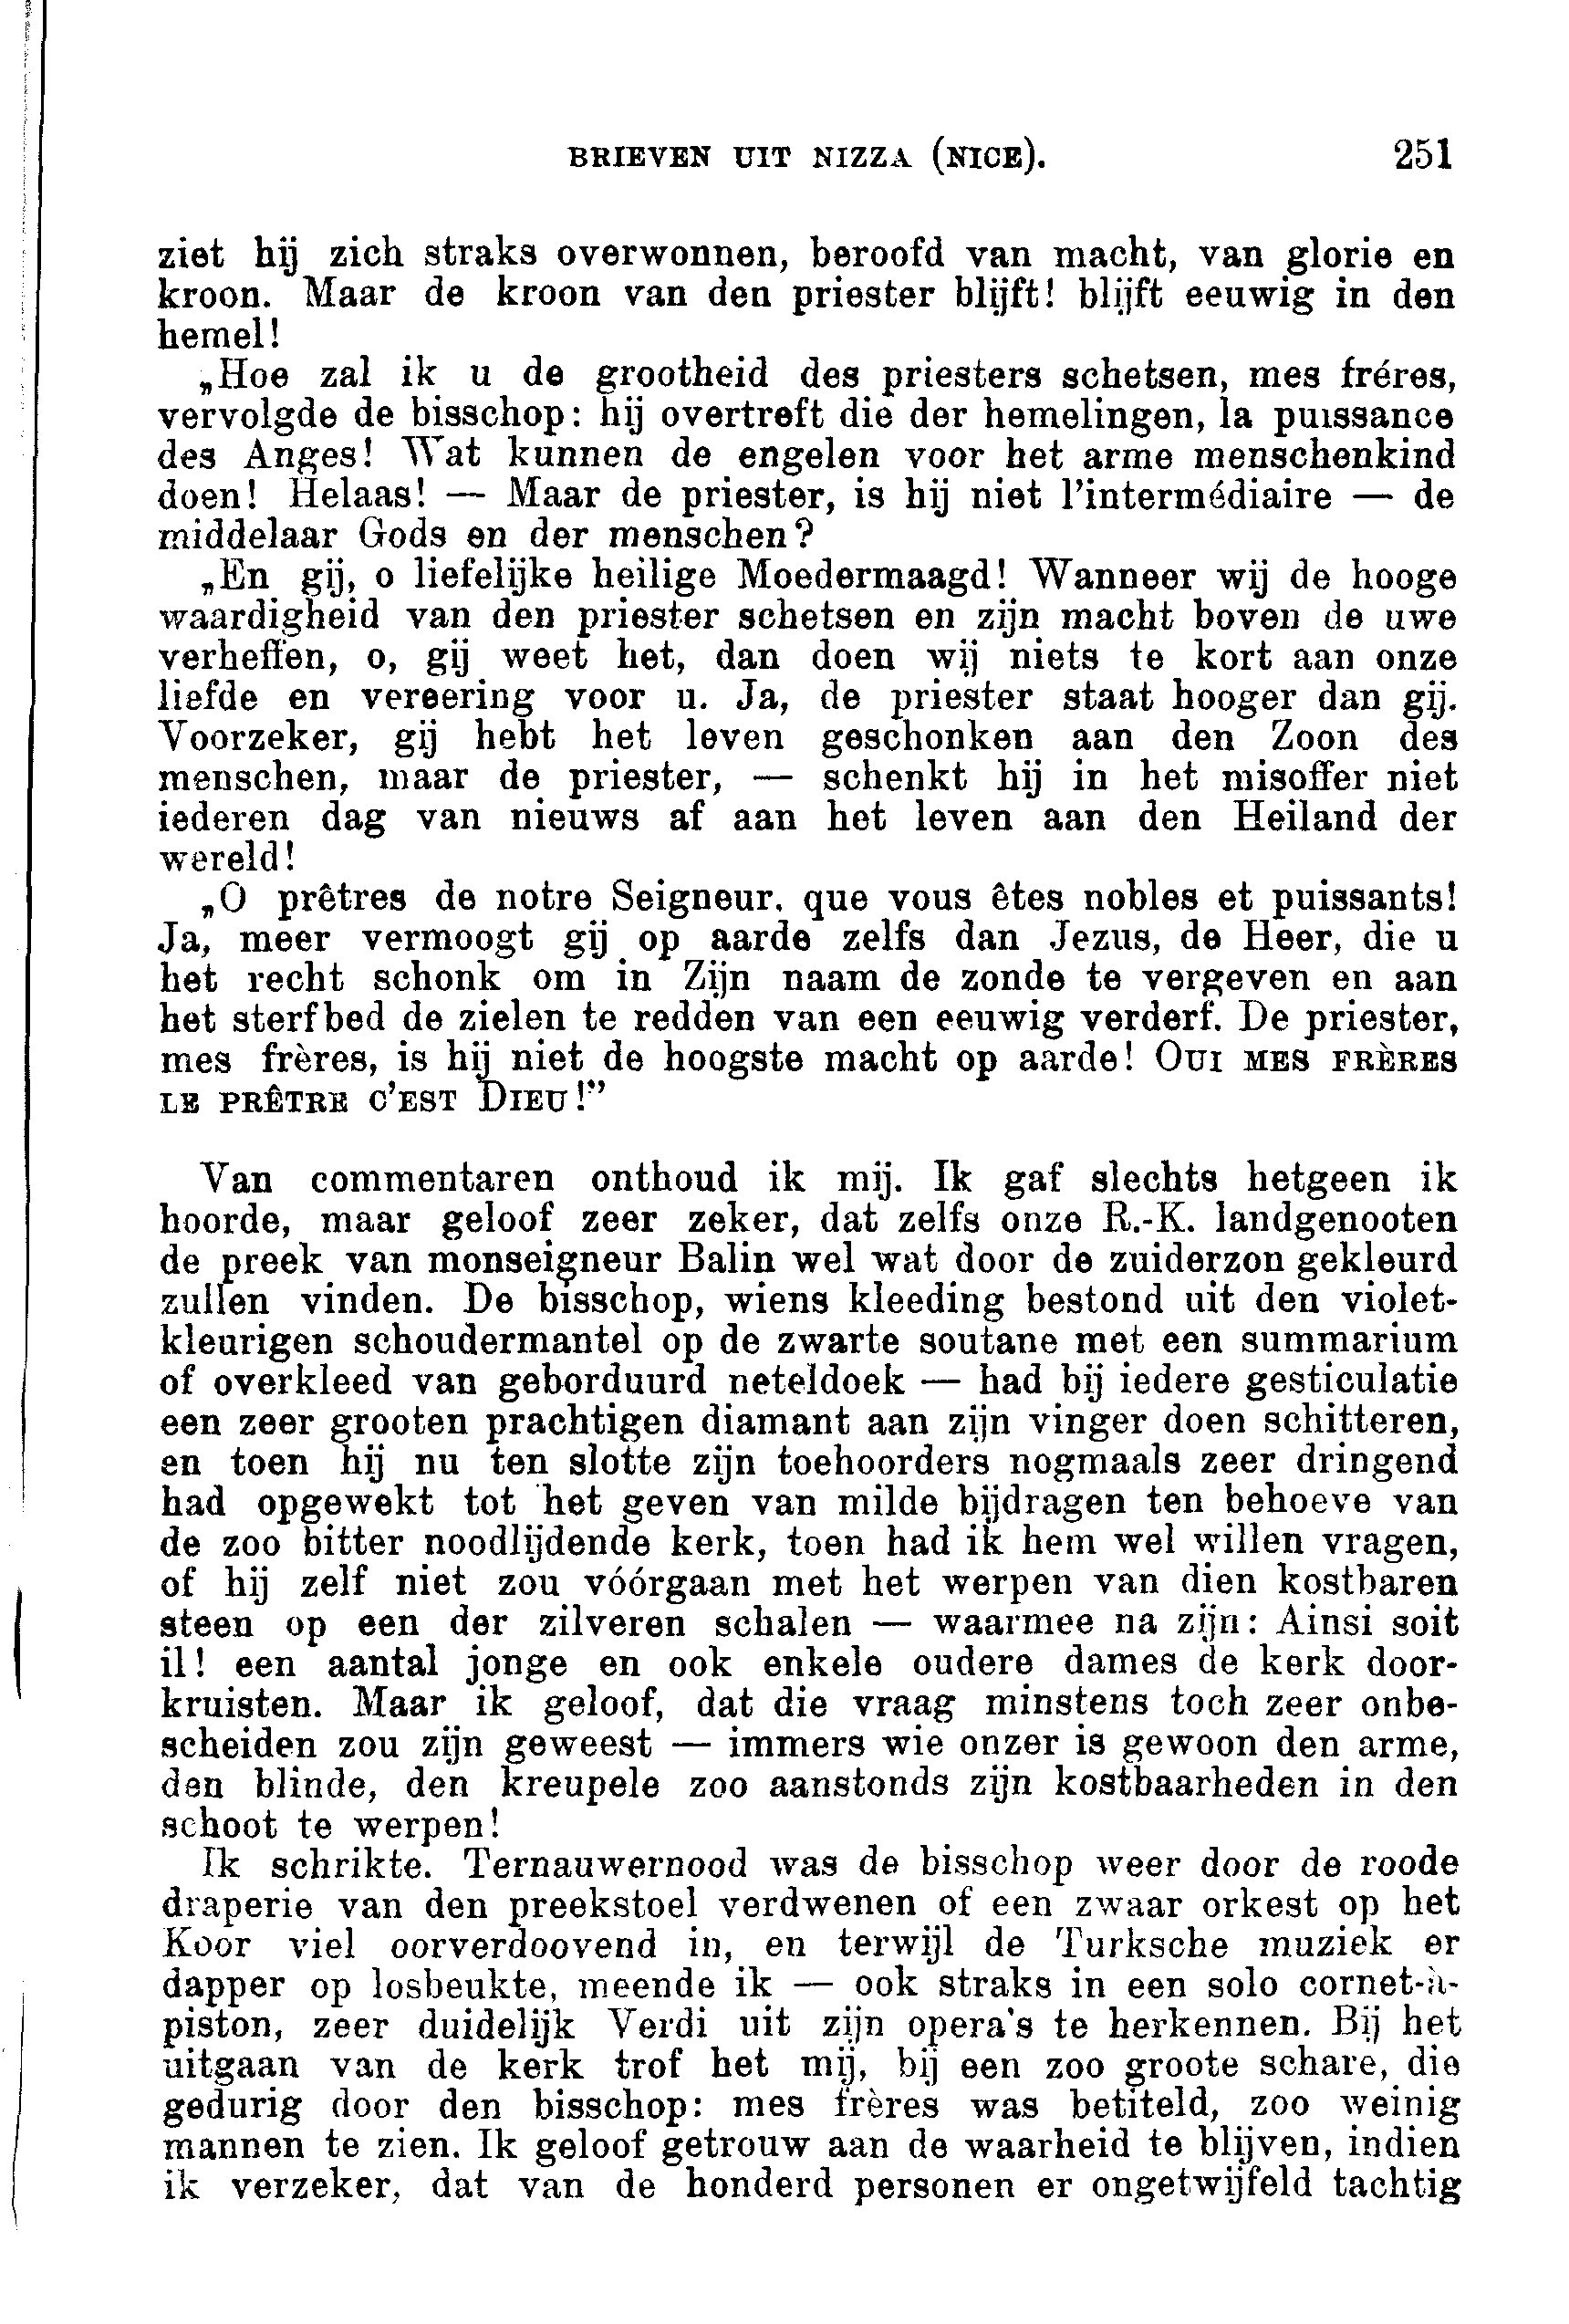 BRIEVEN UIT NIZZA (NICE). 251
ziet hij zich straks overwonnen, beroofd van macht, van glorie en
kroon. Maar de kroon van den priester blijft! blijft eeuwig in den
hemel!
„Hoe zal ik u de grootheid des priesters schetsen, mes fréres,
vervolgde de bisschop: hij overtreft die der hemelingen, la puissance
des Anges! Wat kunnen de engelen voor het arme menschenkind
doen! Helaas! — Maar de priester, is hij niet l'intermédiaire — de
middelaar Gods en der menschen?
„En gij, o liefelijke heilige Moedermaagd! Wanneer wij de hooge
waardigheid van den priester schetsen en zijn macht boven de uwe
verheffen, o, gij weet het, dan doen wij niets te kort aan onze
liefde en vereering voor u. Ja, de priester staat hooger dan gij.
Voorzeker, gij hebt het leven geschonken aan den Zoon des
menschen, maar de priester, — schenkt hij in het misoffer niet
iederen dag van nieuws af aan het leven aan den Heiland der
wereld!
„O prêtres de notre Seigneur. que vous êtes nobles et puissants!
Ja, meer vermoogt gij op aarde zelfs dan Jezus, de Heer, die u
het recht schonk om in Zijn naam de zonde te vergeven en aan
het sterfbed de zielen te redden van een eeuwig verderf. De priester,
mes frères, is hij niet de hoogste macht op aarde! OUI MES FRÈRES
LE PRÊTRE C'EST DIEU!”
Van commentaren onthoud ik mij. Ik gaf slechts hetgeen ik
hoorde, maar geloof zeer zeker, dat zelfs onze R.-K. landgenooten
de preek van monseigneur Balin wel wat door de zuiderzon gekleurd
zullen vinden. De bisschop, wiens kleeding bestond uit den violet-
kleurigen schoudermantel op de zwarte soutane met een summarium
of overkleed van geborduurd neteldoek — had bij iedere gesticulatie
een zeer grooten prachtigen diamant aan zijn vinger doen schitteren,
en toen hij nu ten slotte zijn toehoorders nogmaals zeer dringend
had opgewekt tot het geven van milde bijdragen ten behoeve van
de zoo bitter noodlijdende kerk, toen had ik hem wel willen vragen,
of hij zelf niet zou vóórgaan met het werpen van dien kostbaren
steen op een der zilveren schalen — waarmee na zijn: Ainsi soit
il! een aantal jonge en ook enkele oudere dames de kerk door-
kruisten. Maar ik geloof, dat die vraag minstens toch zeer onbe-
scheiden zou zijn geweest — immers wie onzer is gewoon den arme,
den blinde, den kreupele zoo aanstonds zijn kostbaarheden in den
schoot te werpen!
Ik schrikte. Ternauwernood was de bisschop weer door de roode
draperie van den preekstoel verdwenen of een zwaar orkest op het
Koor viel oorverdoovend in, en terwijl de Turksche muziek er
dapper op losbeukte, meende ik — ook straks in een solo cornet-à-
piston, zeer duidelijk Verdi uit zijn opera's te herkennen. Bij het
uitgaan van de kerk trof het mij, bij een zoo groote schare, die
gedurig door den bisschop: mes frères was betiteld, zoo weinig
mannen te zien. Ik geloof getrouw aan de waarheid te blijven, indien
ik verzeker, dat van de honderd personen er ongetwijfeld tachtig